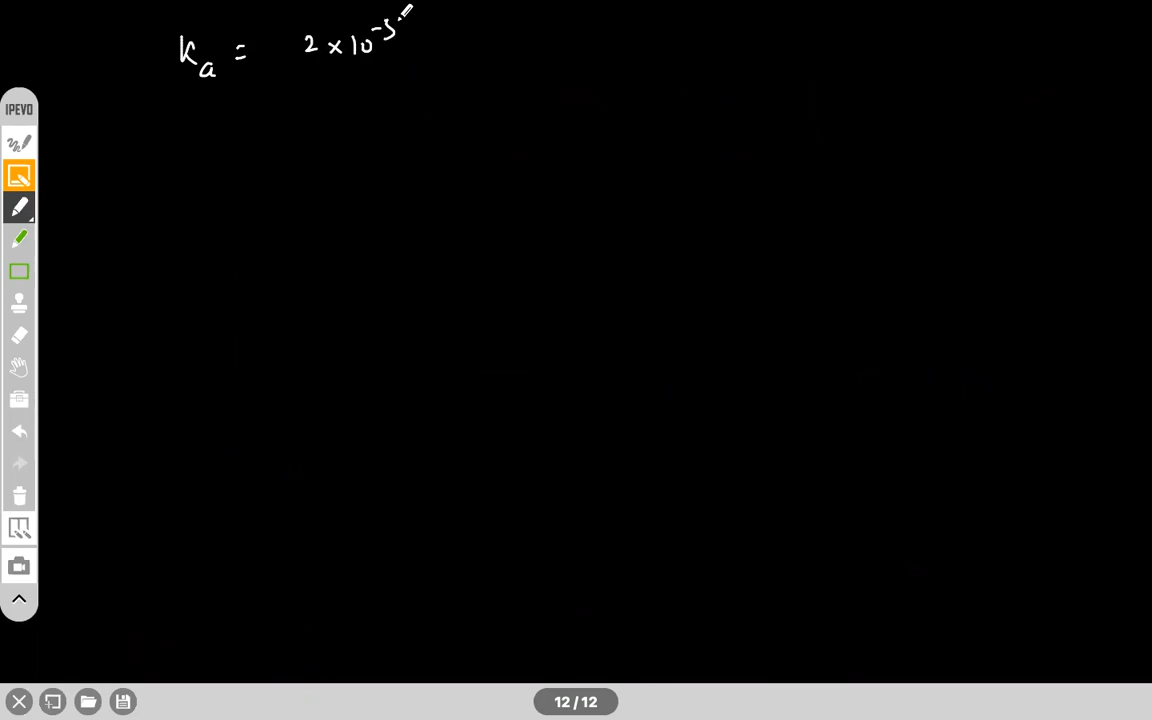 Ka = 2 × 10⁻⁵
IPEVO
12 / 12